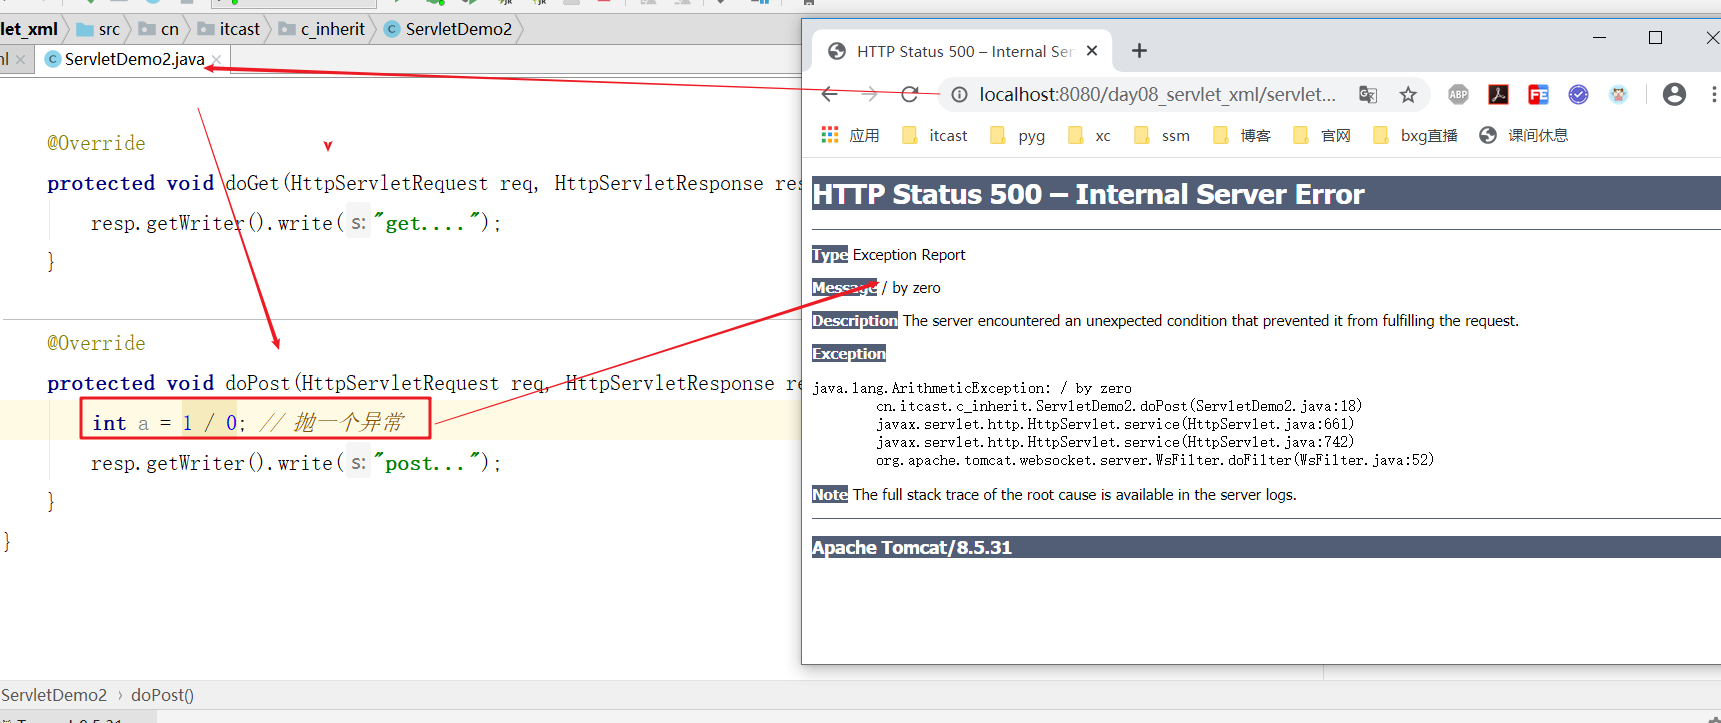 let_xml src cn itcast c_inherit ServletDemo2
ServletDemo2.java
@Override
protected void doGet(HttpServletRequest req, HttpServletResponse res
resp.getWriter().write( s: "get....");
}
@Override
protected void doPost(HttpServletRequest req, HttpServletResponse re
int a = 1 / 0; // 抛一个异常
resp.getWriter().write( s: "post...");
}
}
ServletDemo2 › doPost()
HTTP Status 500 – Internal Ser
localhost:8080/day08_servlet_xml/servlet...
ABP
FE
应用 itcast pyg xc ssm 博客 官网 bxg直播 课间休息
HTTP Status 500 – Internal Server Error
Type Exception Report
Message / by zero
Description The server encountered an unexpected condition that prevented it from fulfilling the request.
Exception
java.lang.ArithmeticException: / by zero
cn.itcast.c_inherit.ServletDemo2.doPost(ServletDemo2.java:18)
javax.servlet.http.HttpServlet.service(HttpServlet.java:661)
javax.servlet.http.HttpServlet.service(HttpServlet.java:742)
org.apache.tomcat.websocket.server.WsFilter.doFilter(WsFilter.java:52)
Note The full stack trace of the root cause is available in the server logs.
Apache Tomcat/8.5.31